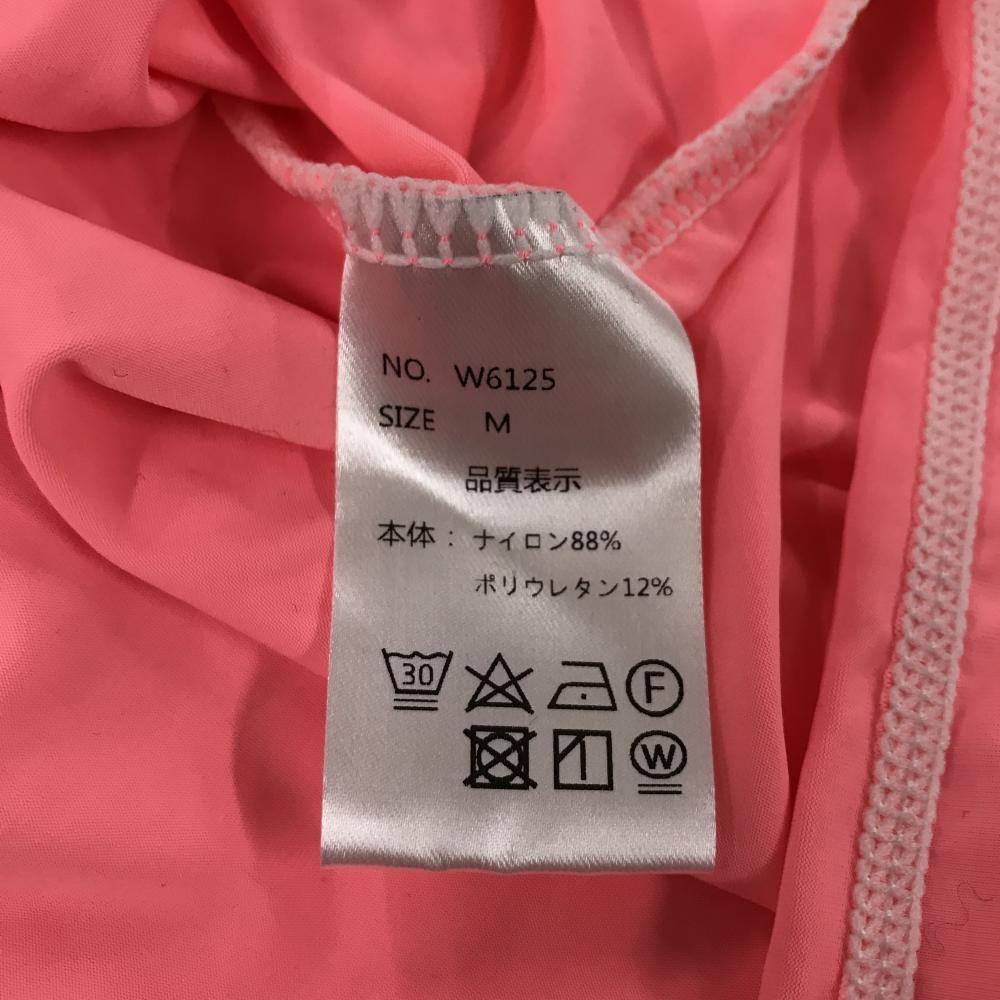 NO. W6125
SIZE M
品質表示
本体： ナイロン88%
ポリウレタン12%
30 F
W